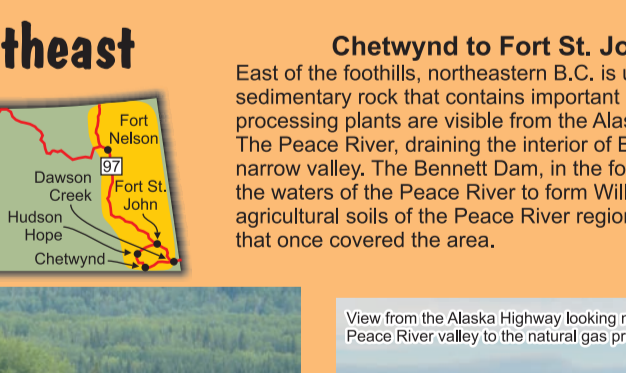 theast
Chetwynd to Fort St. Jo
East of the foothills, northeastern B.C. is u
sedimentary rock that contains important
processing plants are visible from the Alas
The Peace River, draining the interior of B
narrow valley. The Bennett Dam, in the fo
the waters of the Peace River to form Will
agricultural soils of the Peace River region
that once covered the area.
Fort
Nelson
97
Dawson
Creek
Fort St.
John
Hudson
Hope
Chetwynd
View from the Alaska Highway looking n
Peace River valley to the natural gas pr